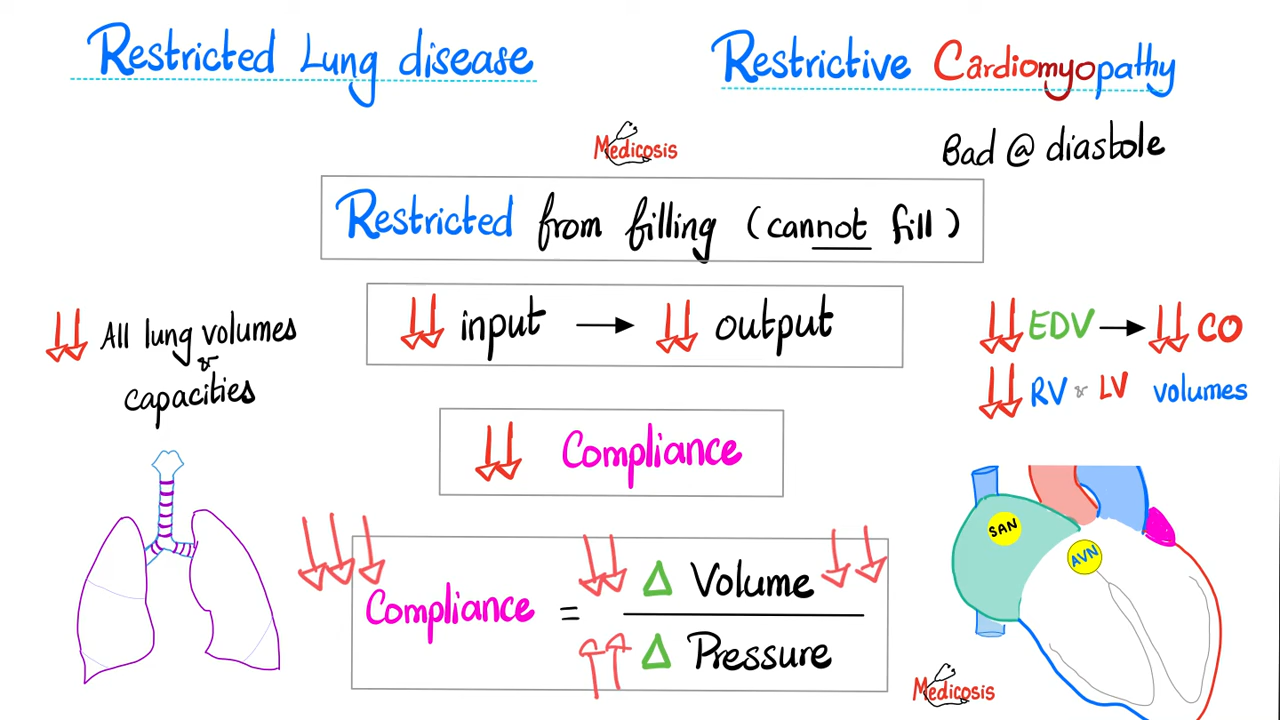 Restricted Lung disease
Restrictive Cardiomyopathy
Medicosis
Bad @ diastole
Restricted from filling (cannot fill)
↓↓ input → ↓↓ output
↓↓ All lung volumes
&
capacities
↓↓ EDV → ↓↓ CO
↓↓ RV & LV volumes
↓↓ Compliance
↓↓↓ Compliance = ↓↓ Δ Volume ↓↓
↑↑ Δ Pressure
SAN
AVN
Medicosis